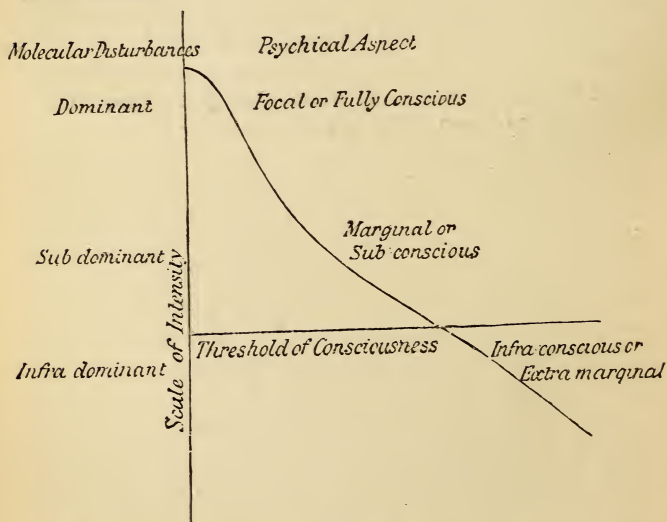 Molecular Disturbances Psychical Aspect
Dominant Focal or Fully Conscious
Marginal or
Sub conscious
Sub dominant
Scale of Intensity
Threshold of Consciousness
Infra dominant
Infra-conscious or
Extra marginal